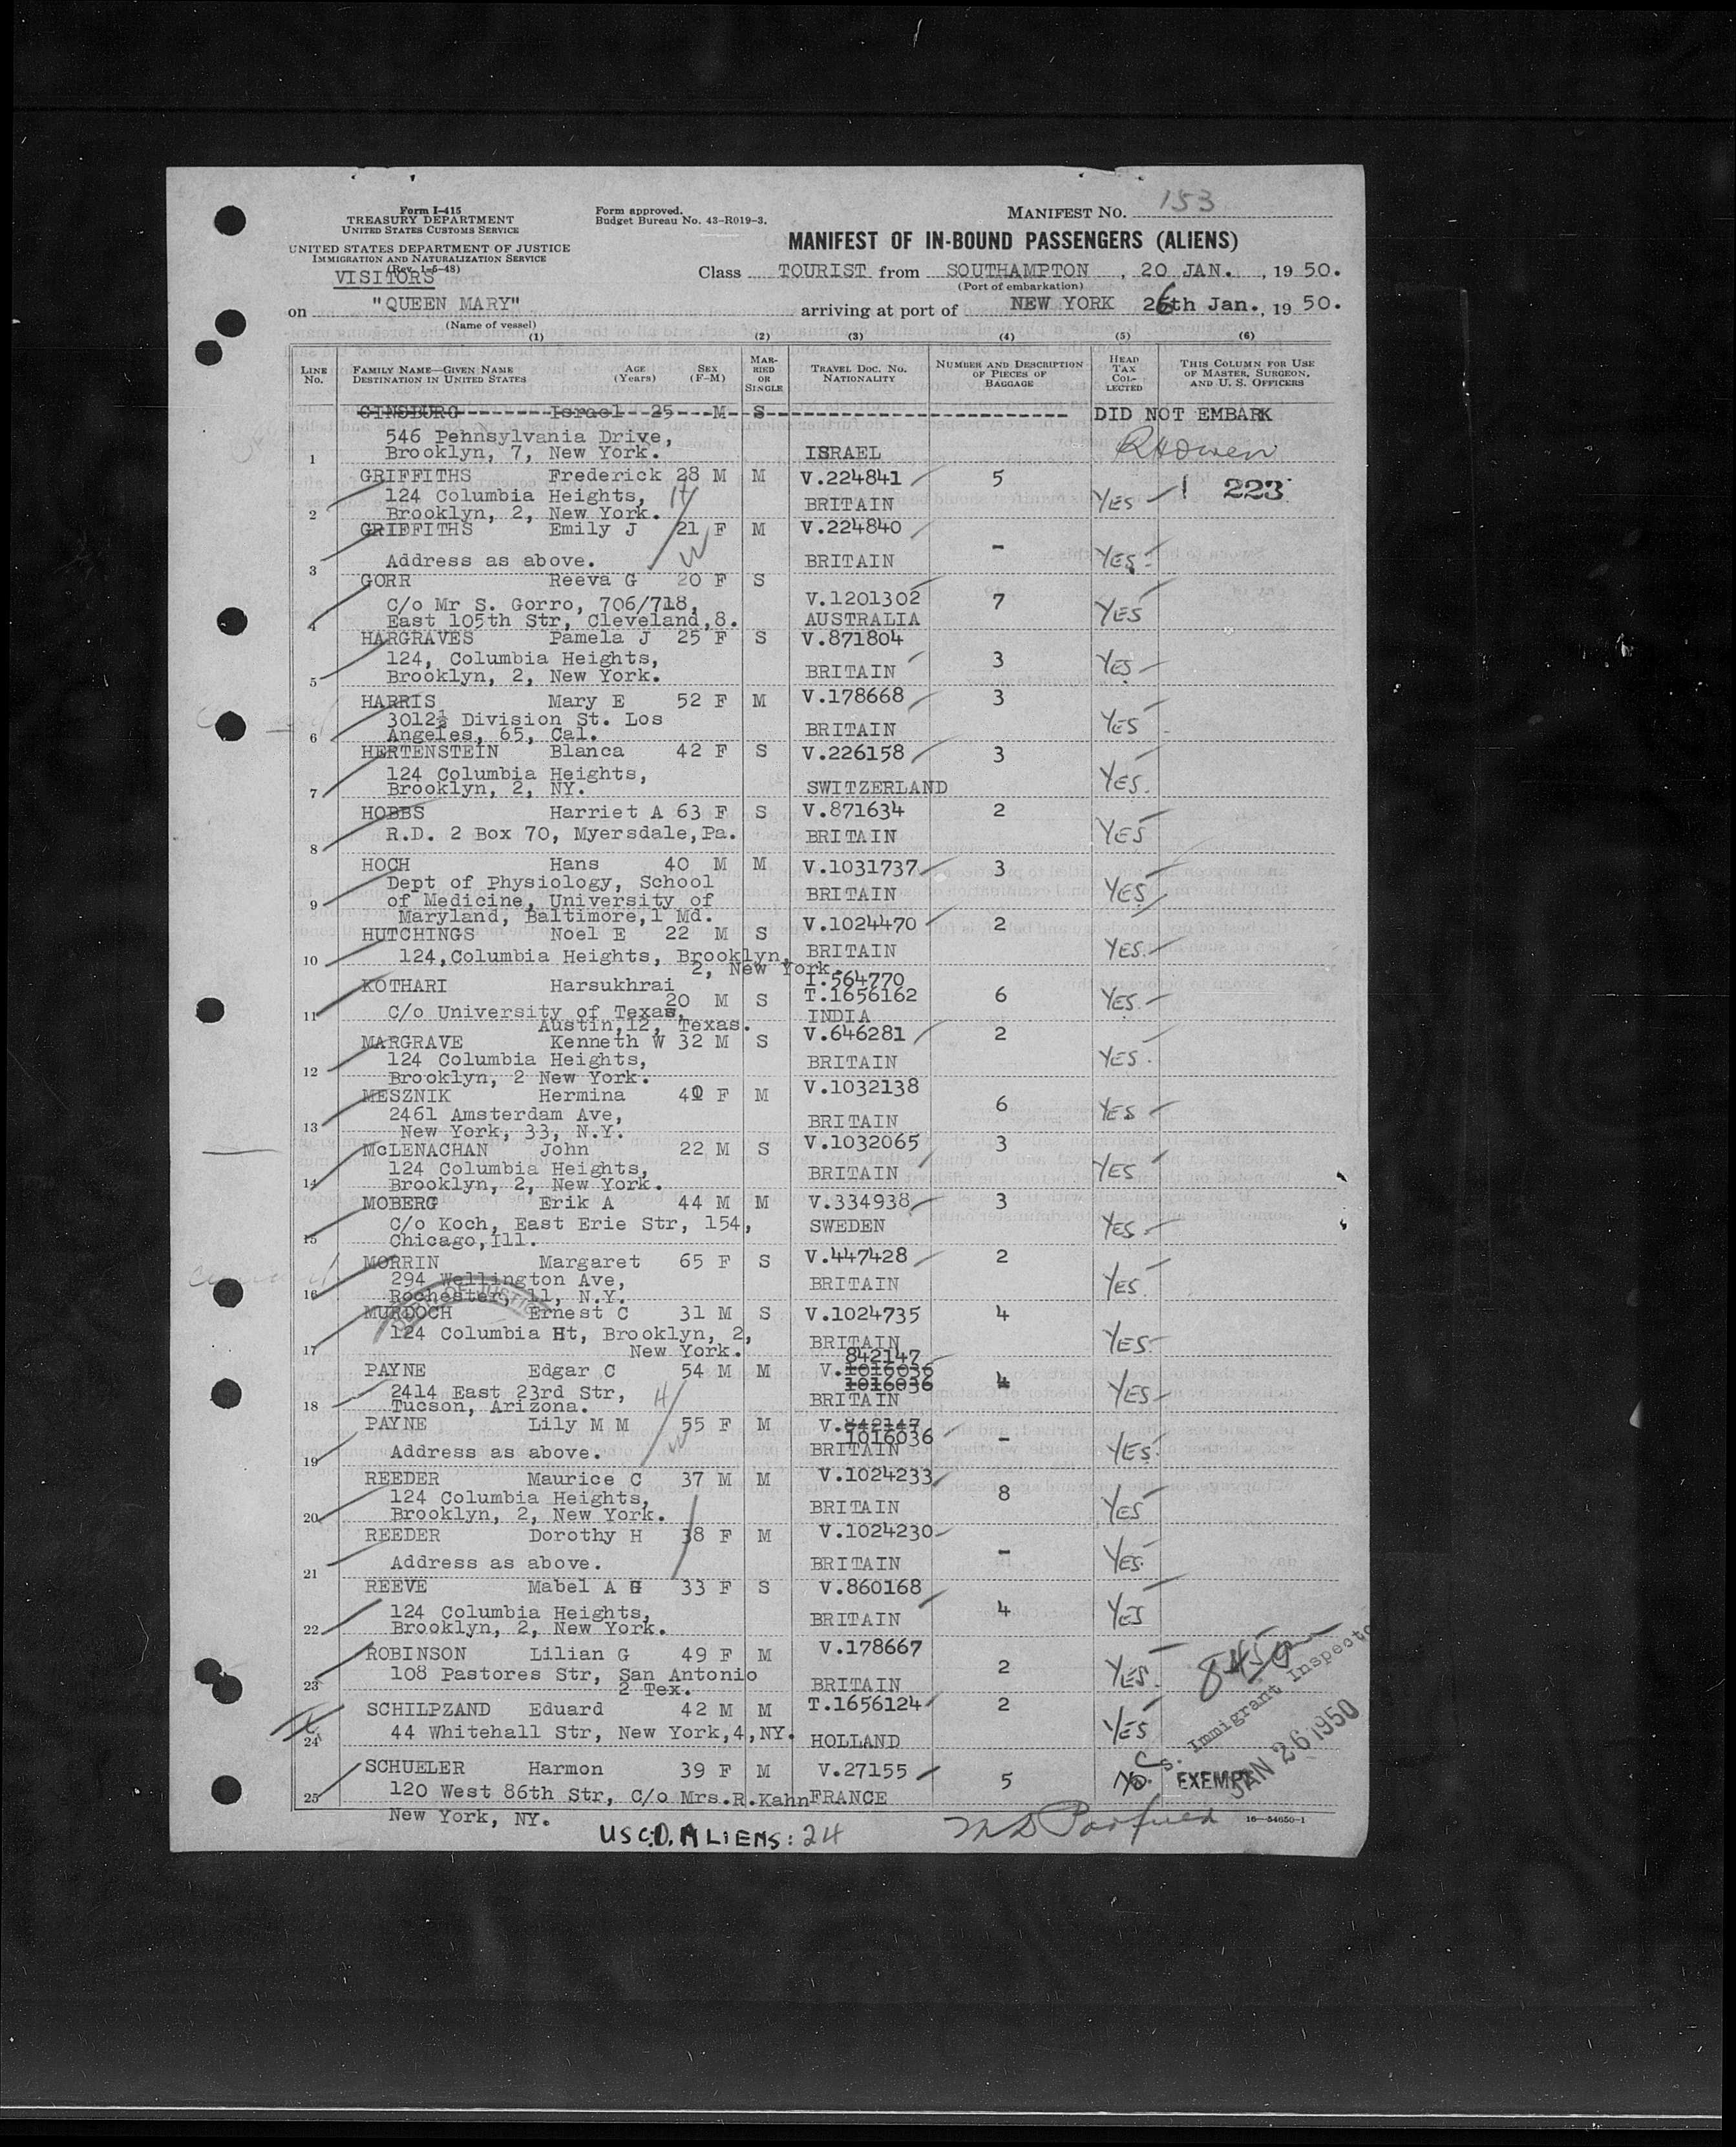 Form I-415
TREASURY DEPARTMENT
UNITED STATES CUSTOMS SERVICE
UNITED STATES DEPARTMENT OF JUSTICE
IMMIGRATION AND NATURALIZATION SERVICE
(Rev. 1-5-48)
VISITORS
Form approved.
Budget Bureau No. 43-R019-3.
MANIFEST NO. 153
MANIFEST OF IN-BOUND PASSENGERS (ALIENS)
Class TOURIST from SOUTHAMPTON, 20 JAN., 1950.
(Port of embarkation)
on "QUEEN MARY" arriving at port of NEW YORK 26th Jan., 1950.
(Name of vessel)
(1) (2) (3) (4) (5) (6)
LINE NO. FAMILY NAME—GIVEN NAME DESTINATION IN UNITED STATES AGE (Years) SEX (F-M) MARRIED OR SINGLE TRAVEL DOC. NO. NATIONALITY NUMBER AND DESCRIPTION OF PIECES OF BAGGAGE HEAD TAX COLLECTED THIS COLUMN FOR USE OF MASTER, SURGEON, AND U. S. OFFICERS
GINSBURG Israel 25 M S DID NOT EMBARK
546 Pehnsylvania Drive,
1 Brooklyn, 7, New York. ISRAEL
GRIFFITHS Frederick 28 M M V.224841 5
124 Columbia Heights, H BRITAIN YES 223
2 Brooklyn, 2, New York.
GRIFFITHS Emily J 21 F M V.224840 -
3 Address as above. W BRITAIN YES
GORR Reeva G 20 F S
C/o Mr S. Gorro, 706/718, V.1201302 7 YES
4 East 105th Str, Cleveland,8. AUSTRALIA
HARGRAVES Pamela J 25 F S V.871804
124, Columbia Heights, 3 YES
5 Brooklyn, 2, New York. BRITAIN
HARRIS Mary E 52 F M V.178668 3
3012½ Division St. Los YES
6 Angeles, 65, Cal. BRITAIN
HERTENSTEIN Blanca 42 F S V.226158 3
124 Columbia Heights, YES.
7 Brooklyn, 2, NY. SWITZERLAND
HOBBS Harriet A 63 F S V.871634 2
8 R.D. 2 Box 70, Myersdale,Pa. BRITAIN YES
HOCH Hans 40 M M V.1031737 3
Dept of Physiology, School
9 of Medicine, University of BRITAIN YES
Maryland, Baltimore,1 Md.
HUTCHINGS Noel E 22 M S V.1024470 2
10 124,Columbia Heights, Brooklyn, BRITAIN YES.
2, New York.
KOTHARI Harsukhrai I.564770
20 M S T.1656162 6 YES.
11 C/o University of Texas, INDIA
Austin,12, Texas.
MARGRAVE Kenneth W 32 M S V.646281 2
124 Columbia Heights, YES.
12 Brooklyn, 2 New York. BRITAIN
MESZNIK Hermina 40 F M V.1032138
2461 Amsterdam Ave, 6 YES
13 New York, 33, N.Y. BRITAIN
McLENACHAN John 22 M S V.1032065 3
124 Columbia Heights, YES
14 Brooklyn, 2, New York. BRITAIN
MOBERG Erik A 44 M M V.334938 3
C/o Koch, East Erie Str, 154, SWEDEN YES.
15 Chicago,Ill.
MORRIN Margaret 65 F S V.447428 2
294 Wellington Ave, BRITAIN YES.
16 Rochester, 11, N.Y.
MURDOCH Ernest C 31 M S V.1024735 4
124 Columbia Ht, Brooklyn, 2, BRITAIN YES.
17 New York.
842147
PAYNE Edgar C 54 M M V.1016036
1016036 4
2414 East 23rd Str, H YES
18 Tucson, Arizona. BRITAIN
PAYNE Lily M M 55 F M V.842147
1016036 -
19 Address as above. W BRITAIN YES.
REEDER Maurice C 37 M M V.1024233
124 Columbia Heights, 8 YES
20 Brooklyn, 2, New York. BRITAIN
REEDER Dorothy H 38 F M V.1024230 -
21 Address as above. BRITAIN YES.
REEVE Mabel A G 33 F S V.860168
124 Columbia Heights, 4 YES
22 Brooklyn, 2, New York. BRITAIN
ROBINSON Lilian G 49 F M V.178667
108 Pastores Str, San Antonio 2 YES.
23 2 Tex. BRITAIN
SCHILPZAND Eduard 42 M M T.1656124 2
24 44 Whitehall Str, New York,4,NY. HOLLAND YES
Immigrant Inspector
JAN 26 1950
SCHUELER Harmon 39 F M V.27155 5 No. EXEMPT
25 120 West 86th Str, C/o Mrs.R.Kahn FRANCE
New York, NY.
USC:0. ALIENS: 24
16—54650-1